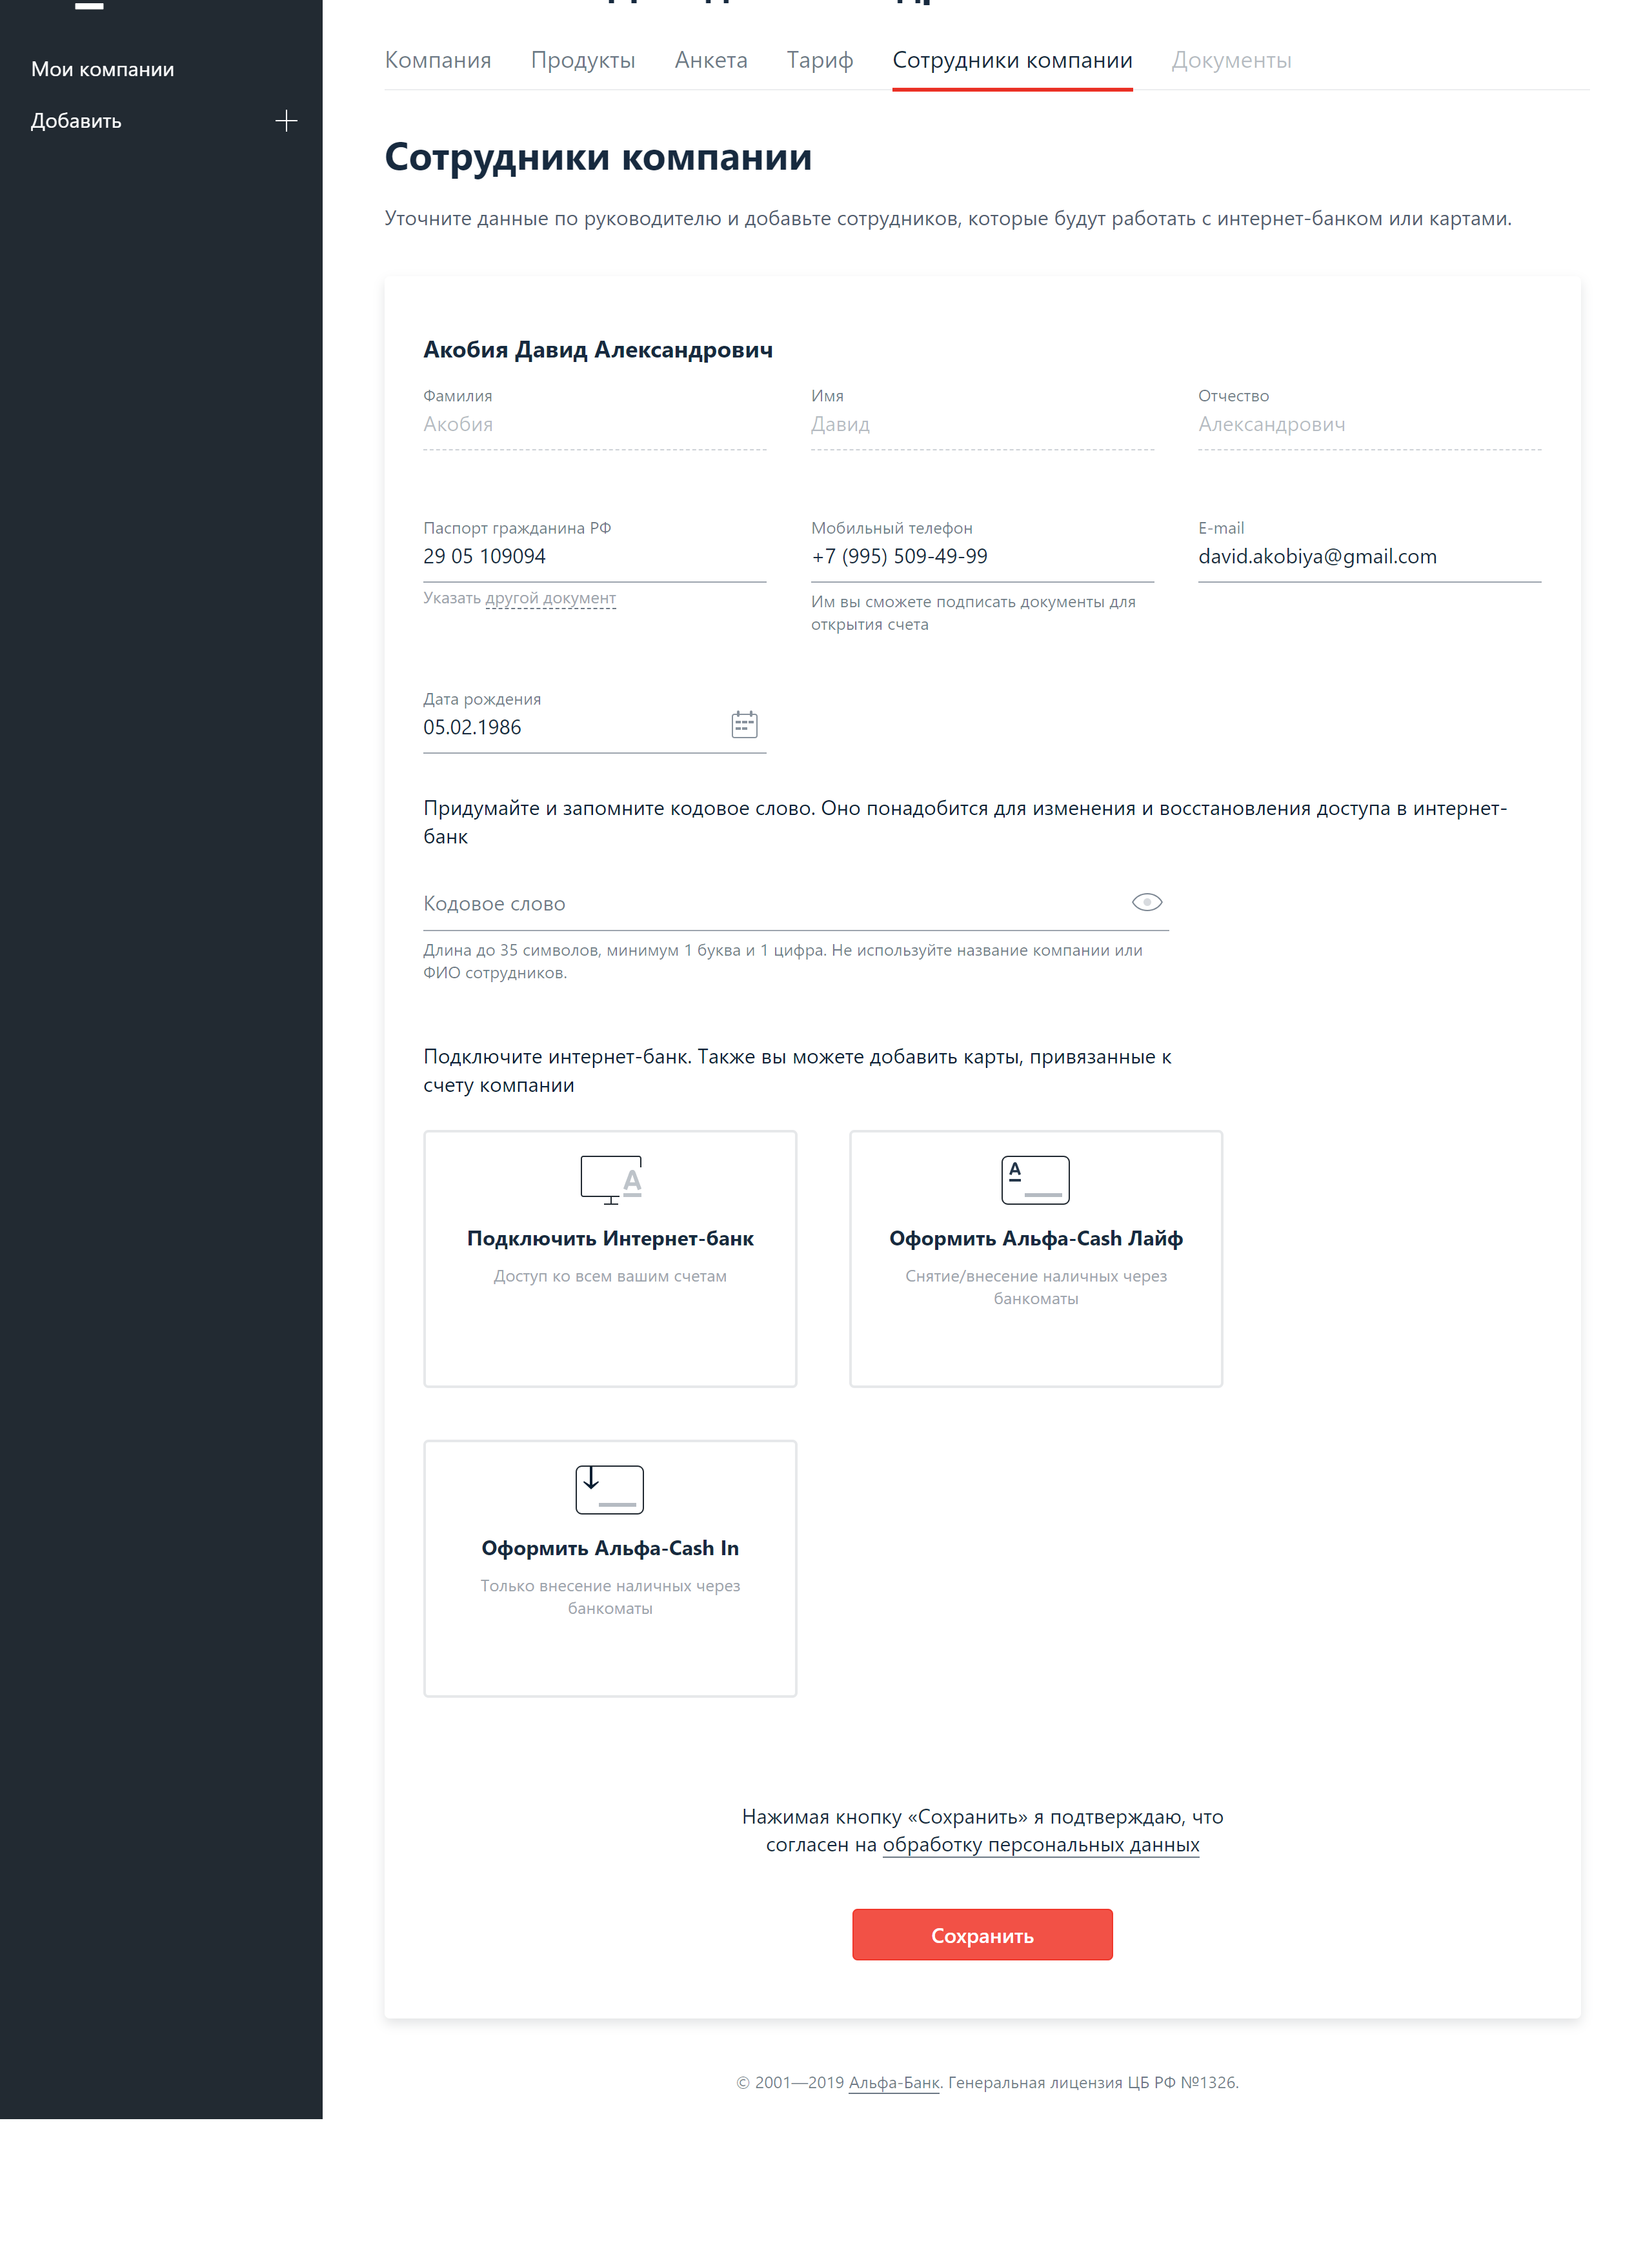 Мои компании
Добавить
Компания Продукты Анкета Тариф Сотрудники компании Документы
Сотрудники компании
Уточните данные по руководителю и добавьте сотрудников, которые будут работать с интернет-банком или картами.
Акобия Давид Александрович
Фамилия Имя Отчество
Акобия Давид Александрович
Паспорт гражданина РФ Мобильный телефон E-mail
29 05 109094 +7 (995) 509-49-99 david.akobiya@gmail.com
Указать другой документ
Им вы сможете подписать документы для
открытия счета
Дата рождения
05.02.1986
Придумайте и запомните кодовое слово. Оно понадобится для изменения и восстановления доступа в интернет-
банк
Кодовое слово
Длина до 35 символов, минимум 1 буква и 1 цифра. Не используйте название компании или
ФИО сотрудников.
Подключите интернет-банк. Также вы можете добавить карты, привязанные к
счету компании
А
Подключить Интернет-банк
Доступ ко всем вашим счетам
А
Оформить Альфа-Cash Лайф
Снятие/внесение наличных через
банкоматы
Оформить Альфа-Cash In
Только внесение наличных через
банкоматы
Нажимая кнопку «Сохранить» я подтверждаю, что
согласен на обработку персональных данных
Сохранить
© 2001—2019 Альфа-Банк. Генеральная лицензия ЦБ РФ №1326.